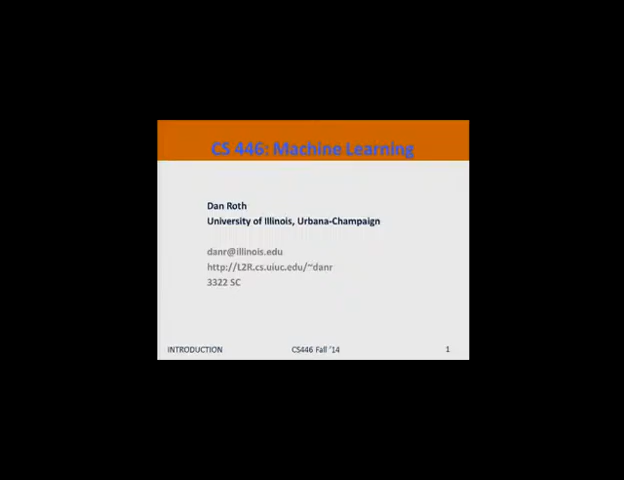 CS 446: Machine Learning
Dan Roth
University of Illinois, Urbana-Champaign
danr@illinois.edu
http://L2R.cs.uiuc.edu/~danr
3322 SC
INTRODUCTION CS446 Fall '14 1